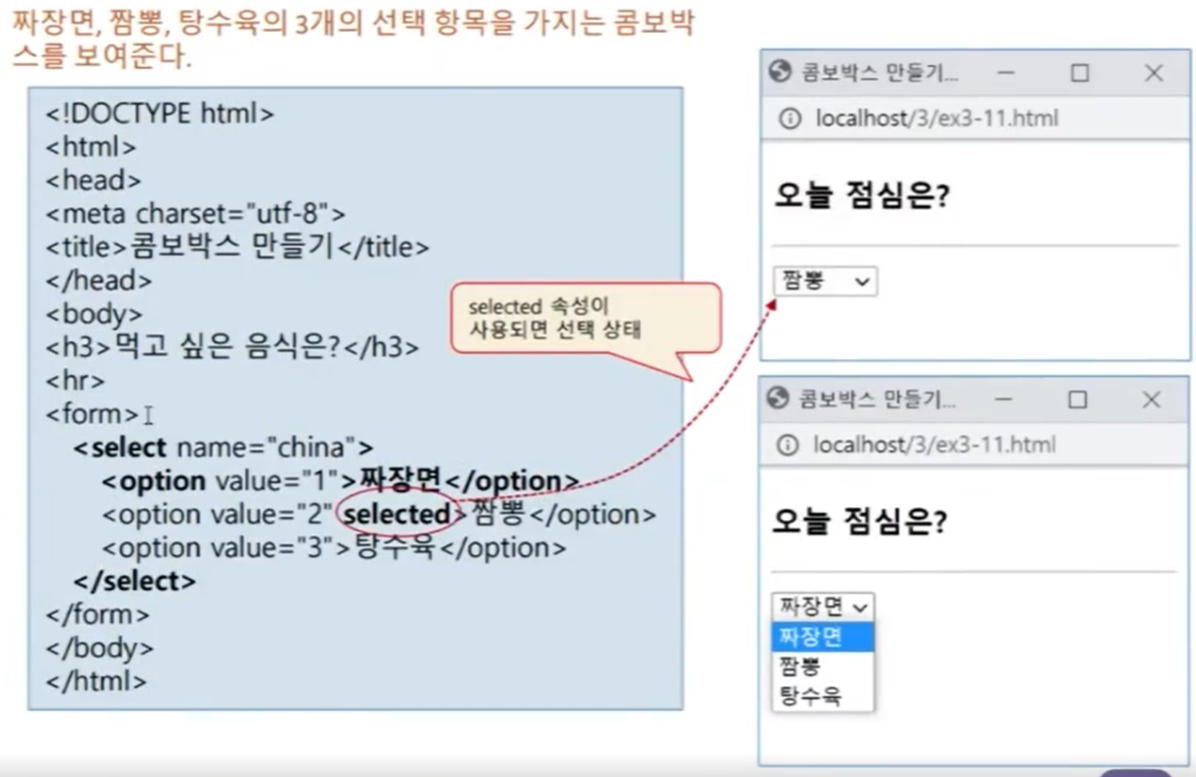 짜장면, 짬뽕, 탕수육의 3개의 선택 항목을 가지는 콤보박
스를 보여준다.
<!DOCTYPE html>
<html>
<head>
<meta charset="utf-8">
<title>콤보박스 만들기</title>
</head>
<body>
<h3>먹고 싶은 음식은?</h3>
<hr>
<form>
<select name="china">
<option value="1">짜장면</option>
<option value="2" selected>짬뽕</option>
<option value="3">탕수육</option>
</select>
</form>
</body>
</html>
selected 속성이
사용되면 선택 상태
콤보박스 만들기...
localhost/3/ex3-11.html
오늘 점심은?
짬뽕
콤보박스 만들기...
localhost/3/ex3-11.html
오늘 점심은?
짜장면
짜장면
짬뽕
탕수육